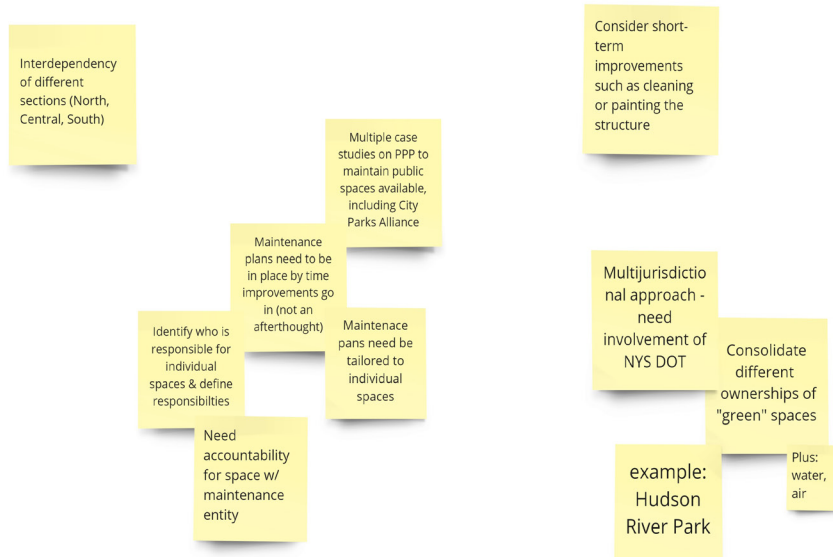 Interdependency
of different
sections (North,
Central, South)
Consider short-
term
improvements
such as cleaning
or painting the
structure
Multiple case
studies on PPP to
maintain public
spaces available,
including City
Parks Alliance
Maintenance
plans need to be
in place by time
improvements go
in (not an
afterthought)
Identify who is
responsible for
individual
spaces & define
responsibilties
Maintenace
pans need be
tailored to
individual
spaces
Need
accountability
for space w/
maintenance
entity
Multijurisdictio
nal approach -
need
involvement of
NYS DOT
Consolidate
different
ownerships of
"green" spaces
Plus:
water,
air
example:
Hudson
River Park